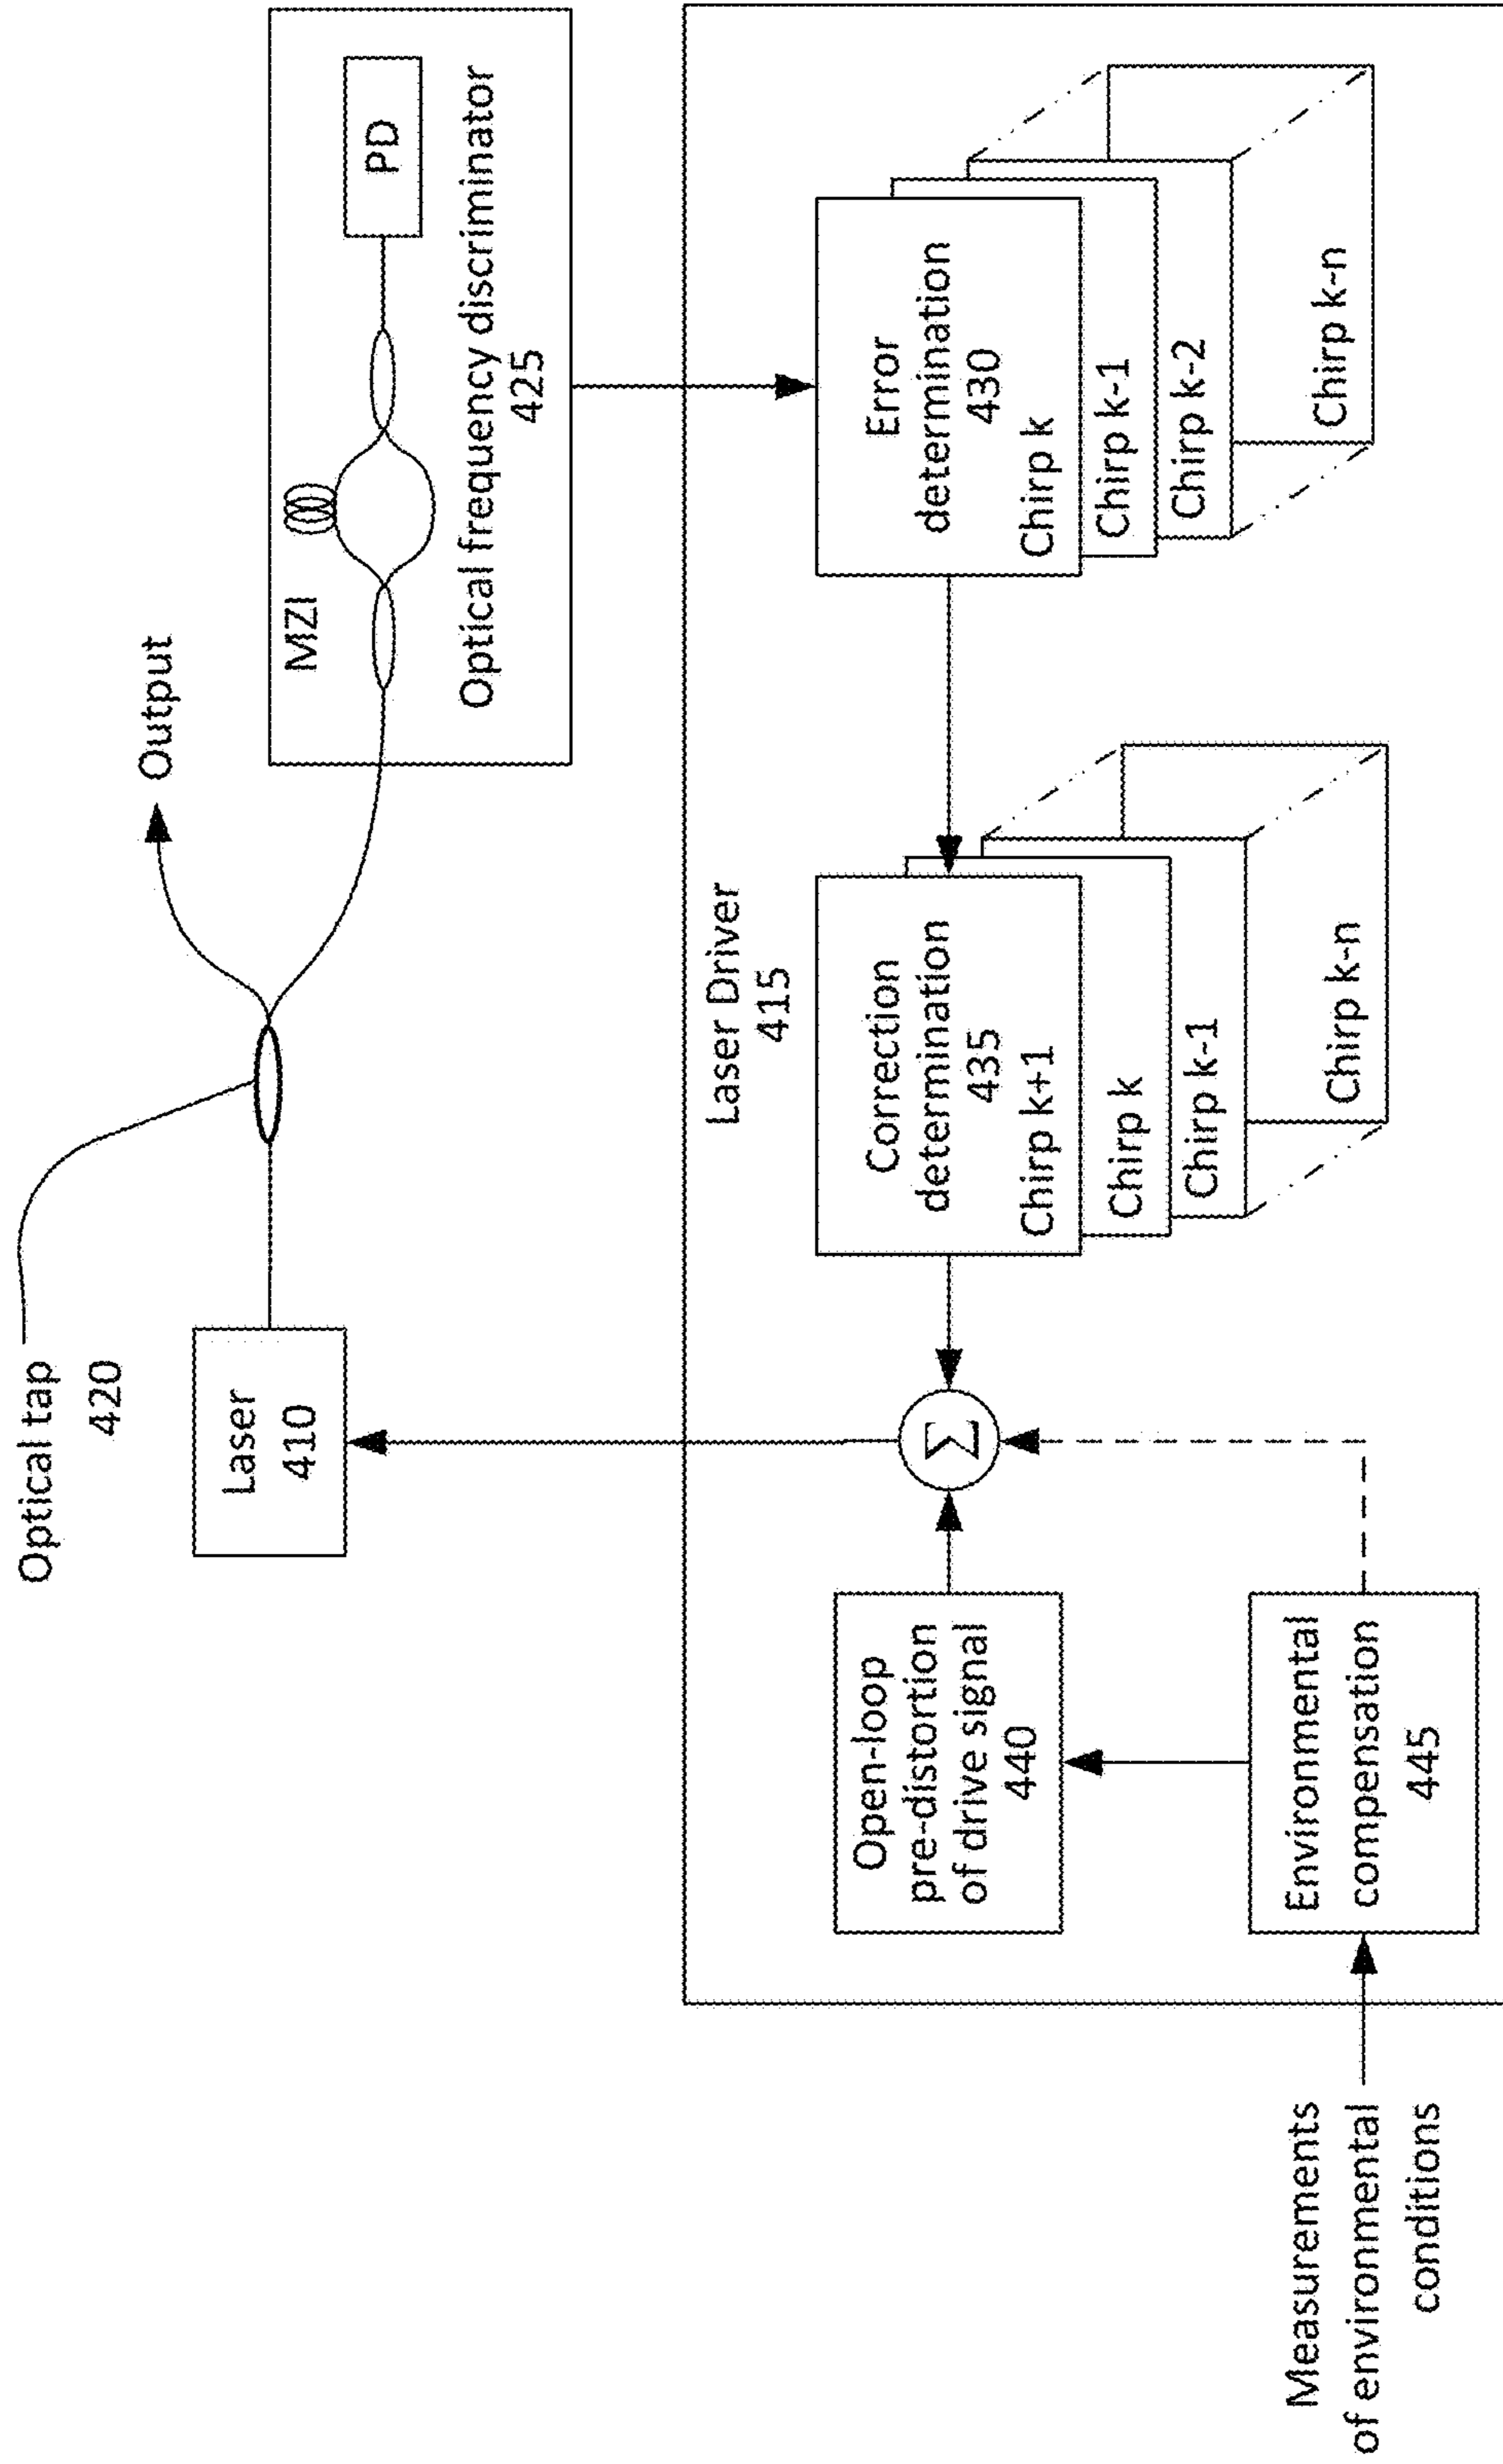 Optical tap
420
Output
Laser
410
MZI
PD
Optical frequency discriminator
425
Laser Driver
415
Open-loop
pre-distortion
of drive signal
440
Σ
Correction
determination
435
Chirp k+1
Chirp k
Chirp k-1
Chirp k-n
Error
determination
430
Chirp k
Chirp k-1
Chirp k-2
Chirp k-n
Measurements
of environmental
conditions
Environmental
compensation
445